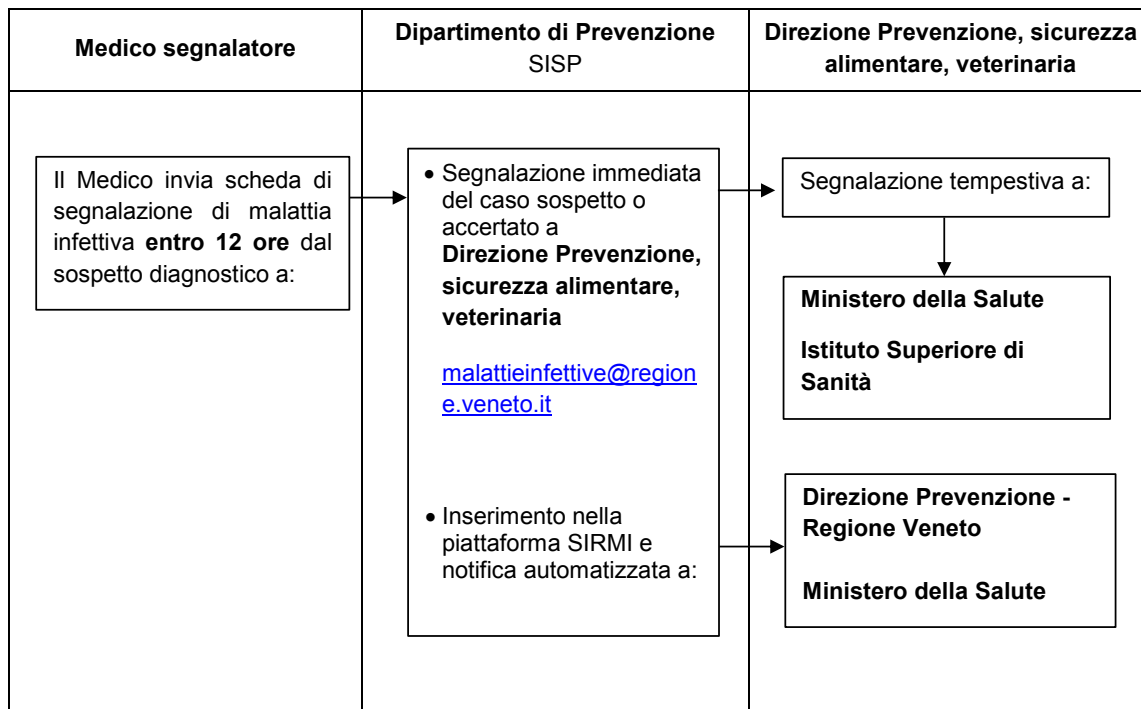 Medico segnalatore
Dipartimento di Prevenzione
SISP
Direzione Prevenzione, sicurezza
alimentare, veterinaria
Il Medico invia scheda di
segnalazione di malattia
infettiva entro 12 ore dal
sospetto diagnostico a:
• Segnalazione immediata
del caso sospetto o
accertato a
Direzione Prevenzione,
sicurezza alimentare,
veterinaria
malattieinfettive@region
e.veneto.it
• Inserimento nella
piattaforma SIRMI e
notifica automatizzata a:
Segnalazione tempestiva a:
Ministero della Salute
Istituto Superiore di
Sanità
Direzione Prevenzione -
Regione Veneto
Ministero della Salute